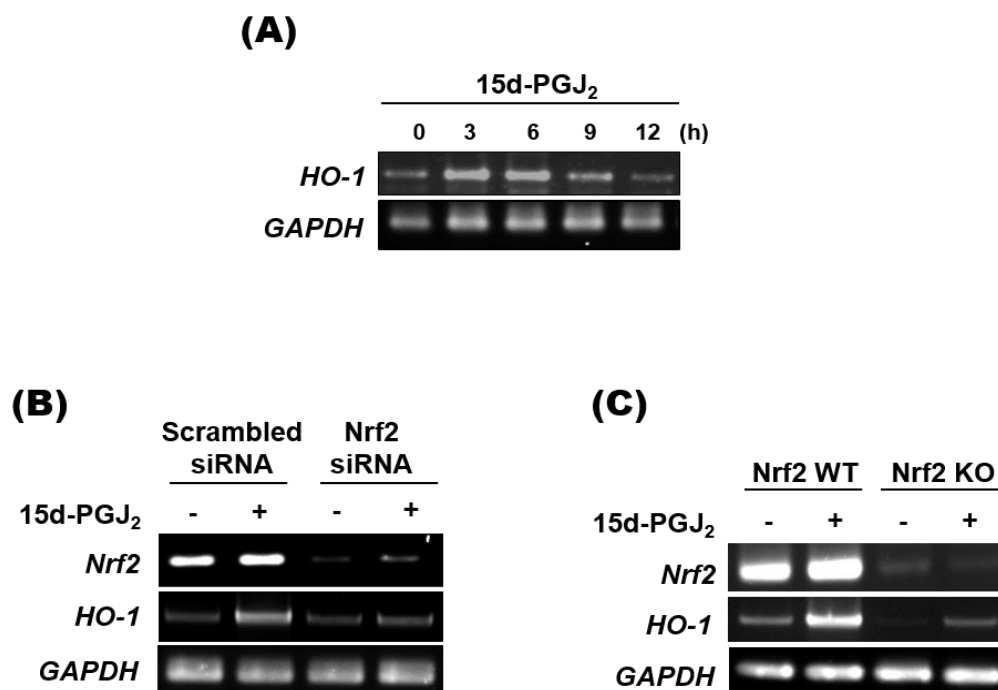 (A)
15d-PGJ₂
0 3 6 9 12 (h)
HO-1
GAPDH
(B)
Scrambled siRNA
Nrf2 siRNA
15d-PGJ₂ - + - +
Nrf2
HO-1
GAPDH
(C)
Nrf2 WT Nrf2 KO
15d-PGJ₂ - + - +
Nrf2
HO-1
GAPDH